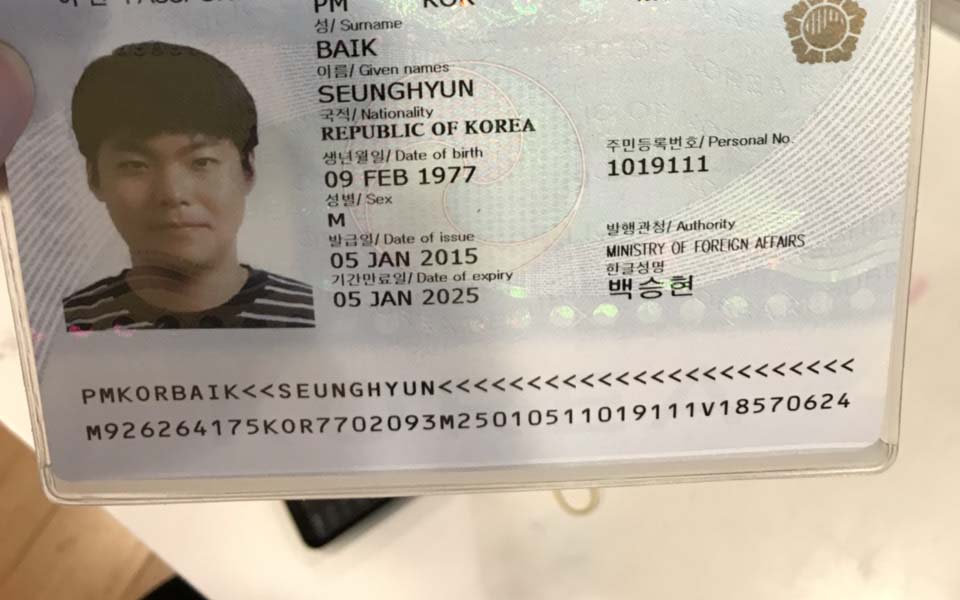 PM KOR
성/ Surname
BAIK
이름/ Given names
SEUNGHYUN
국적/ Nationality
REPUBLIC OF KOREA
생년월일/ Date of birth
09 FEB 1977
주민등록번호/ Personal No.
1019111
성별/ Sex
M
발급일/ Date of issue
05 JAN 2015
발행관청/ Authority
MINISTRY OF FOREIGN AFFAIRS
기간만료일/ Date of expiry
05 JAN 2025
한글성명
백승현
PMKORBAIK<<SEUNGHYUN<<<<<<<<<<<<<<<<<<<<<<<<
M926264175KOR7702093M25010511019111V18570624